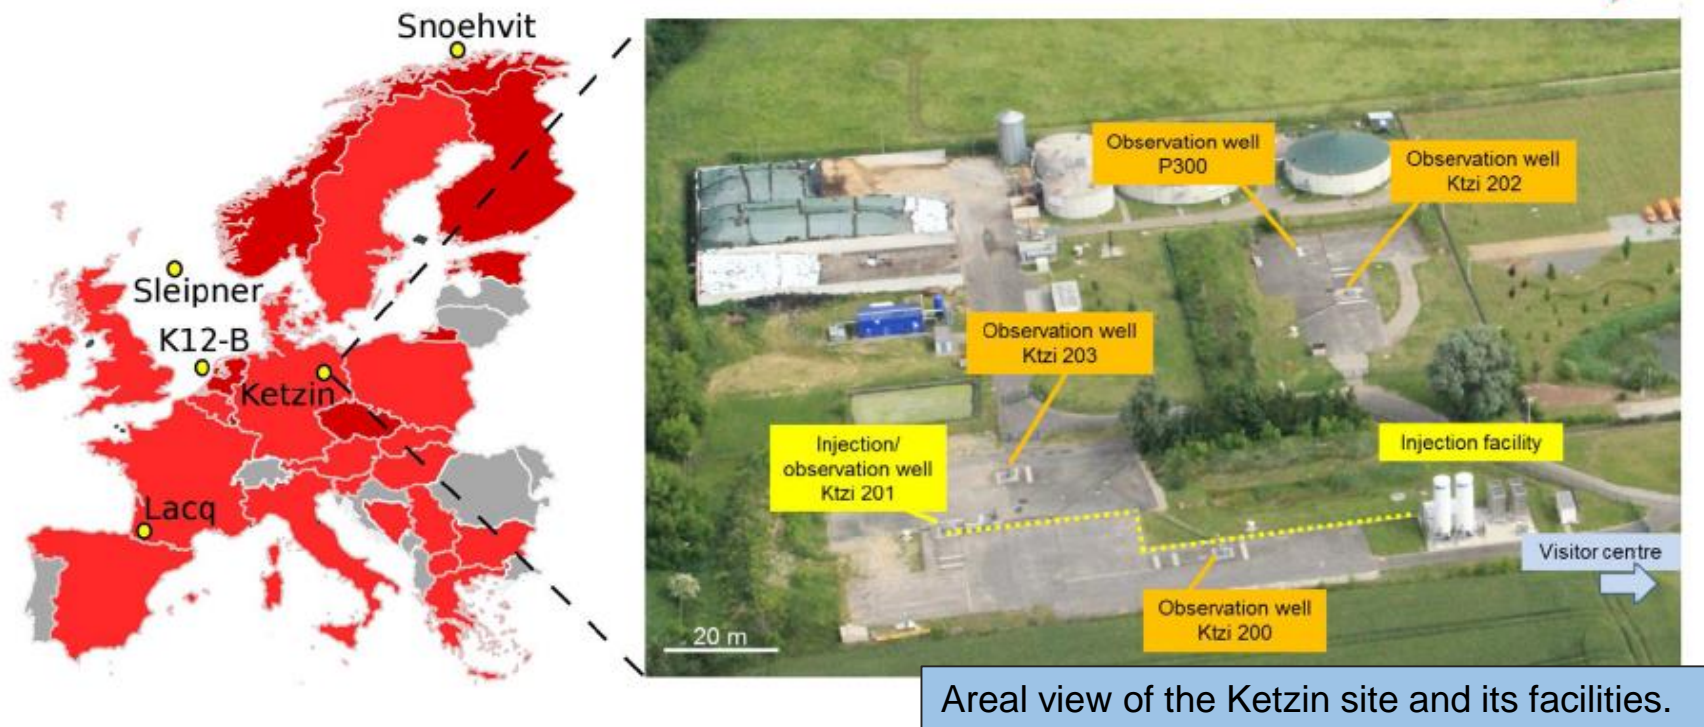 Snoehvit
Sleipner
K12-B
Ketzin
Lacq
Observation well
P300
Observation well
Ktzi 202
Observation well
Ktzi 203
Injection/
observation well
Ktzi 201
Injection facility
Visitor centre
Observation well
Ktzi 200
20 m
Areal view of the Ketzin site and its facilities.